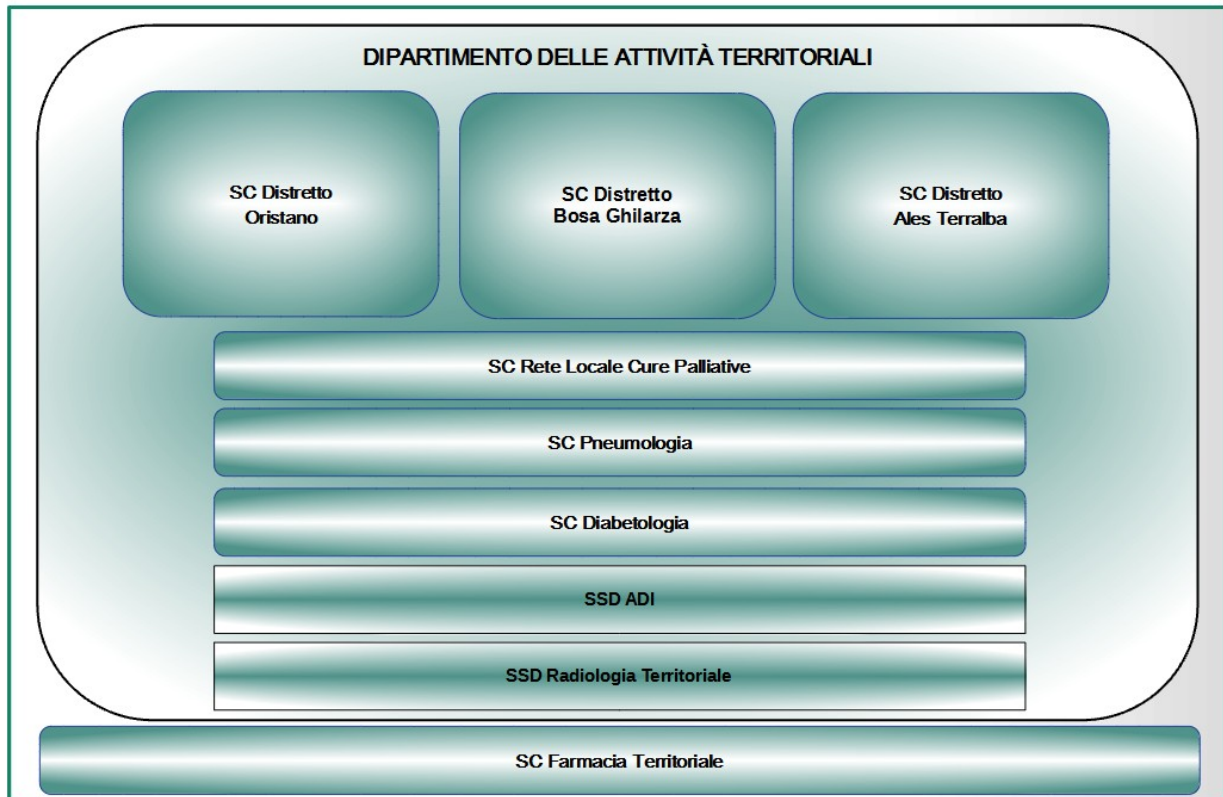 DIPARTIMENTO DELLE ATTIVITÀ TERRITORIALI
SC Distretto
Oristano
SC Distretto
Bosa Ghilarza
SC Distretto
Ales Terralba
SC Rete Locale Cure Palliative
SC Pneumologia
SC Diabetologia
SSD ADI
SSD Radiologia Territoriale
SC Farmacia Territoriale